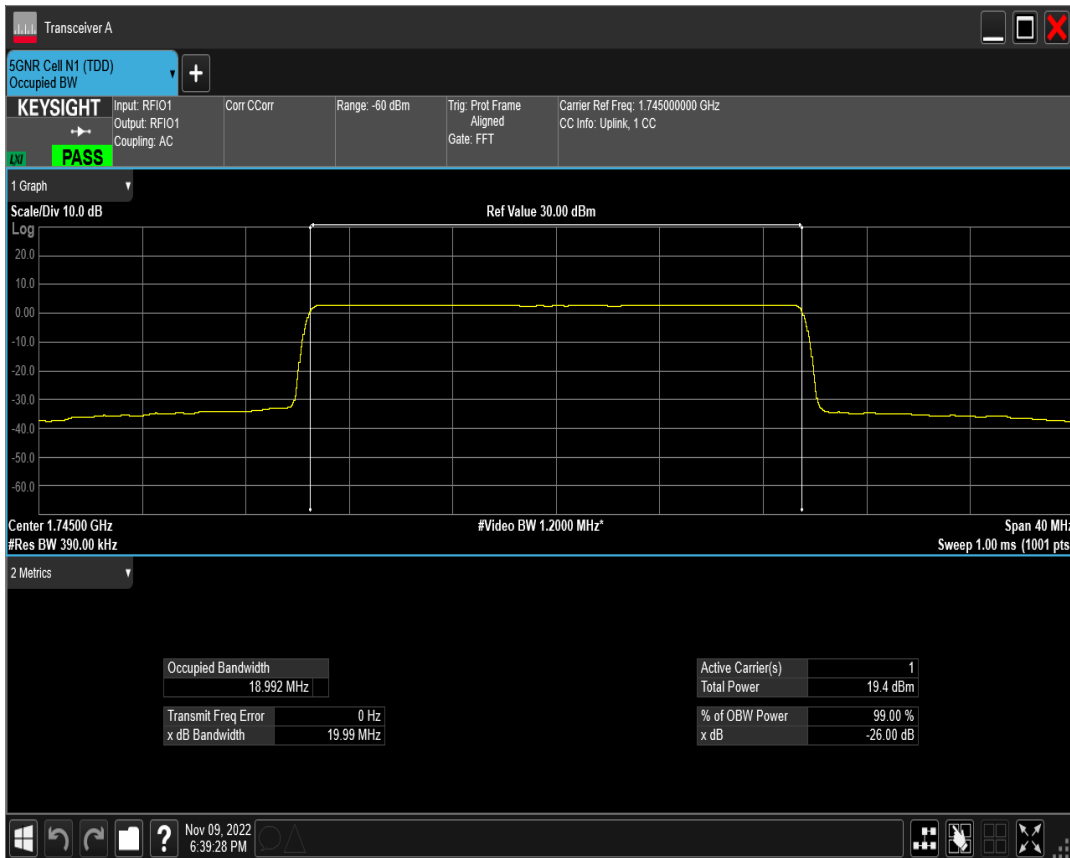 Transceiver A
5GNR Cell N1 (TDD)
Occupied BW
+
KEYSIGHT
LXI
PASS
Input: RFIO1
Output: RFIO1
Coupling: AC
Corr CCorr
Range: -60 dBm
Trig: Prot Frame
Aligned
Gate: FFT
Carrier Ref Freq: 1.745000000 GHz
CC Info: Uplink, 1 CC
1 Graph
Scale/Div 10.0 dB
Ref Value 30.00 dBm
Log
20.0
10.0
0.00
-10.0
-20.0
-30.0
-40.0
-50.0
-60.0
Center 1.74500 GHz
#Video BW 1.2000 MHz*
Span 40 MHz
#Res BW 390.00 kHz
Sweep 1.00 ms (1001 pts
2 Metrics
Occupied Bandwidth
18.992 MHz
Transmit Freq Error 0 Hz
x dB Bandwidth 19.99 MHz
Active Carrier(s) 1
Total Power 19.4 dBm
% of OBW Power 99.00 %
x dB -26.00 dB
?
Nov 09, 2022
6:39:28 PM